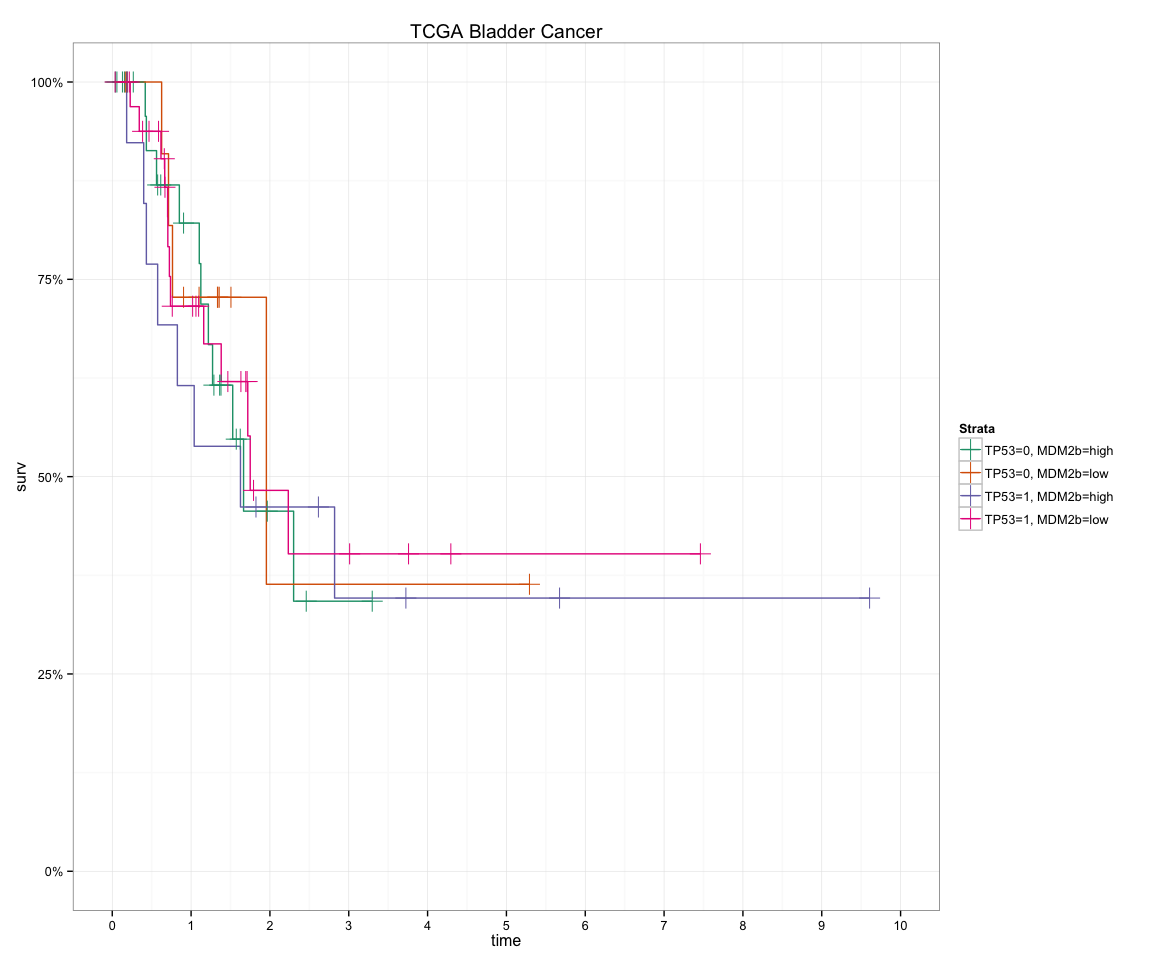 TCGA Bladder Cancer
100%
75%
50%
25%
0%
surv
0 1 2 3 4 5 6 7 8 9 10
time
Strata
TP53=0, MDM2b=high
TP53=0, MDM2b=low
TP53=1, MDM2b=high
TP53=1, MDM2b=low